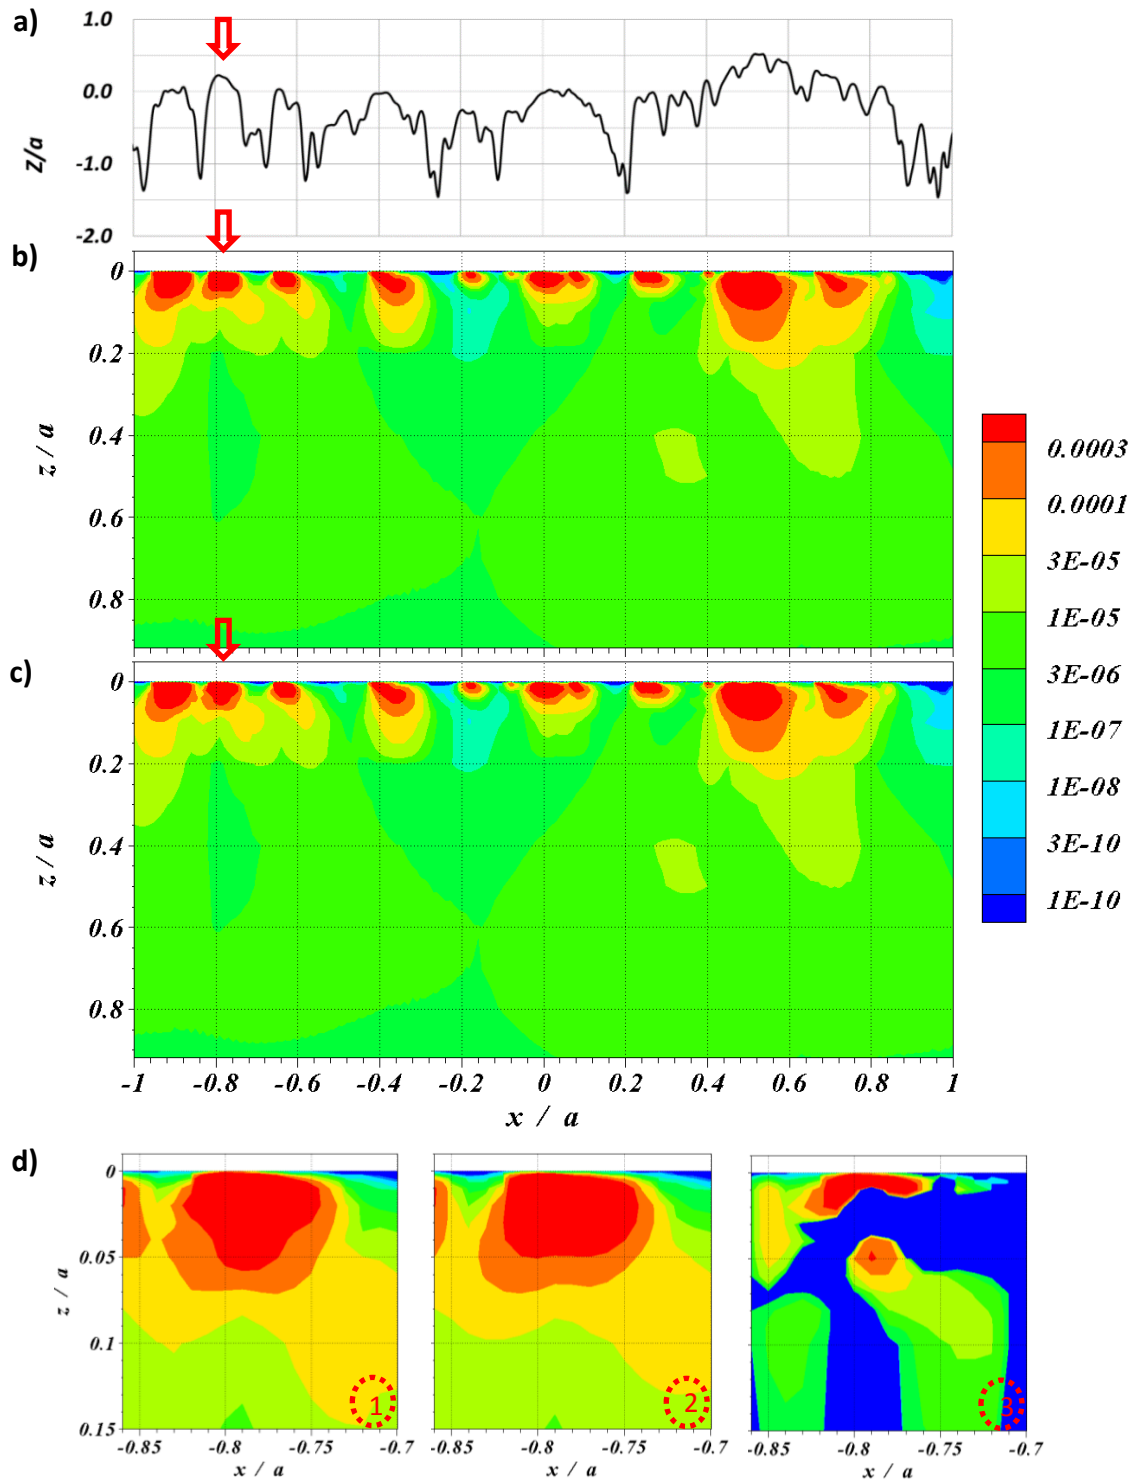 a)
1.0
0.0
-1.0
-2.0
Z/a
b)
0
0.2
0.4
0.6
0.8
z / a
c)
0
0.2
0.4
0.6
0.8
z / a
-1 -0.8 -0.6 -0.4 -0.2 0 0.2 0.4 0.6 0.8 1
x / a
0.0003
0.0001
3E-05
1E-05
3E-06
1E-07
1E-08
3E-10
1E-10
d)
0
0.05
0.1
0.15
z / a
-0.85 -0.8 -0.75 -0.7
x / a
1
-0.85 -0.8 -0.75 -0.7
x / a
2
-0.85 -0.8 -0.75 -0.7
x / a
3